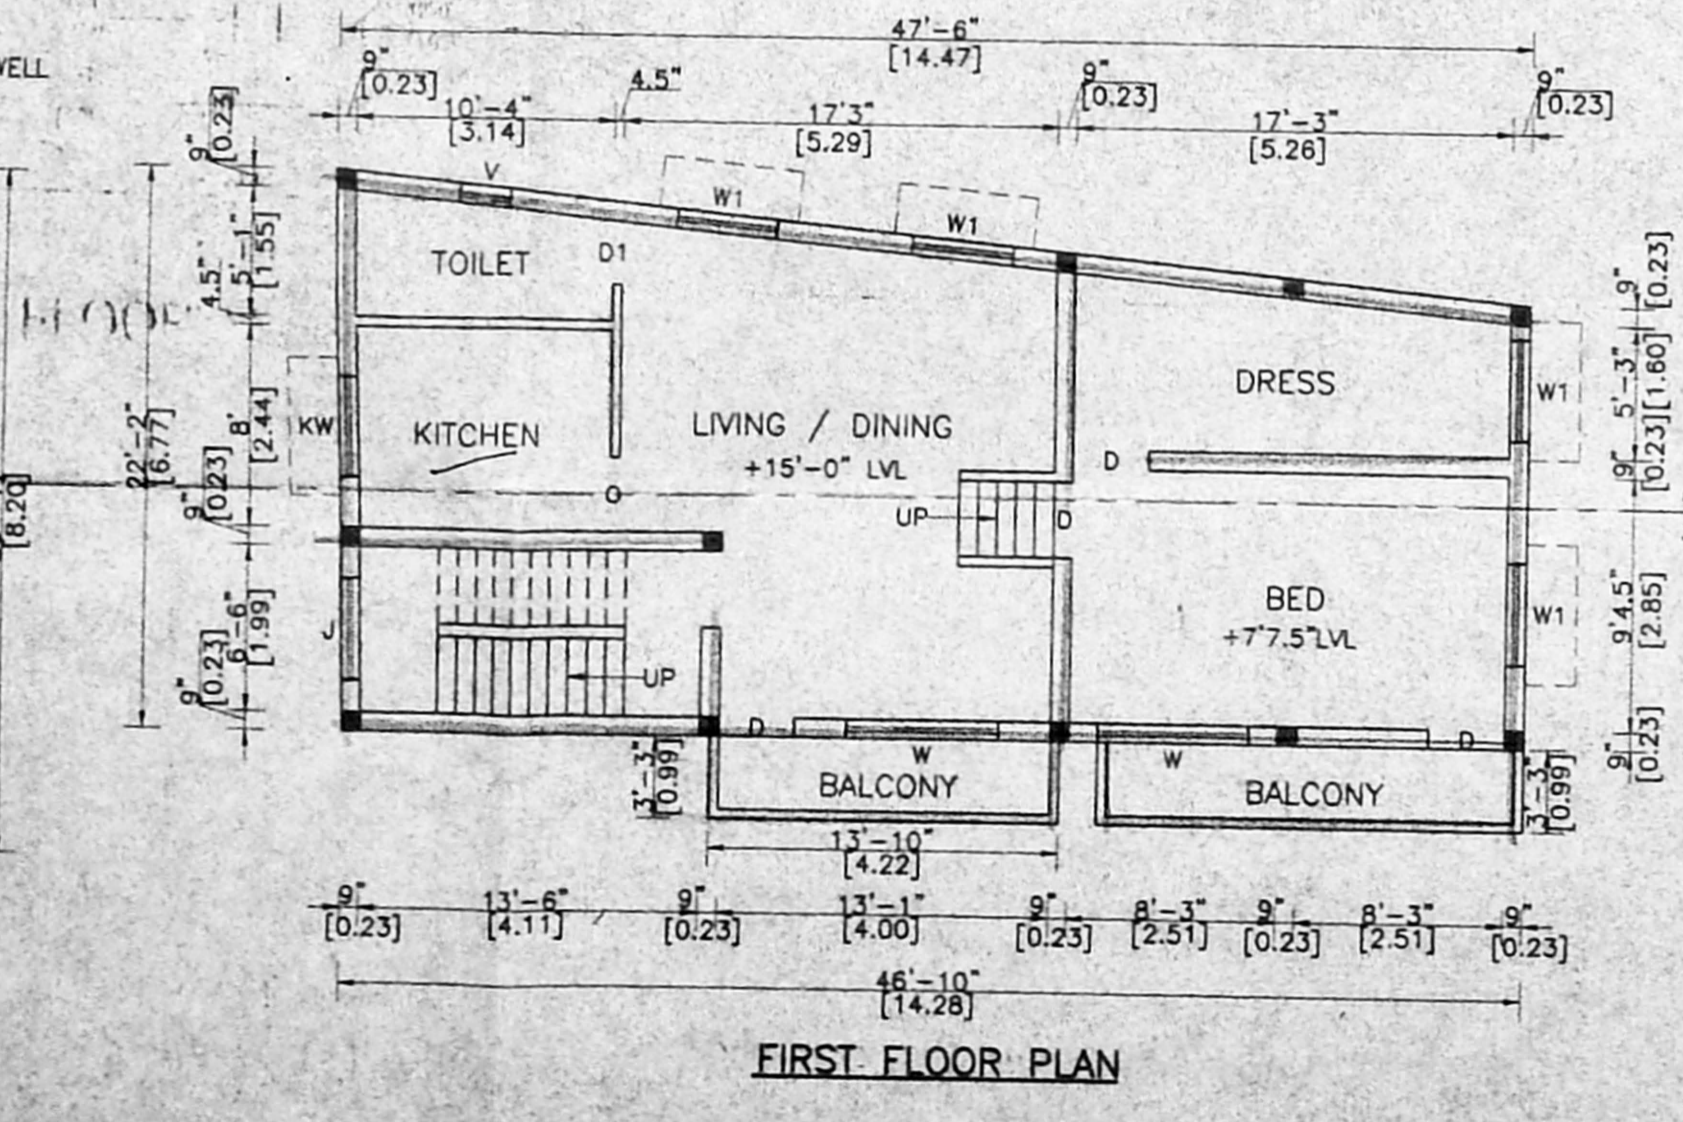 47'-6"
[14.47]
9"
[0.23]
4.5"
9"
[0.23]
9"
[0.23]
10'-4"
[3.14]
17'3"
[5.29]
17'-3"
[5.26]
9"
[0.23]
V
W1
W1
5'-1"
[1.55]
4.5"
TOILET
D1
9"
[0.23]
DRESS
W1
5'-3"
[1.60]
22'-2"
[6.77]
8'
[2.44]
KW
KITCHEN
LIVING / DINING
+15'-0" LVL
D
9"
[0.23]
9"
[0.23]
[8.20]
O
UP
D
BED
+7'7.5"LVL
W1
9'4.5"
[2.85]
6'-6"
[1.99]
UP
9"
[0.23]
D
W
W
D
9"
[0.23]
3'-3"
[0.99]
BALCONY
BALCONY
3'-3"
[0.99]
13'-10"
[4.22]
9"
[0.23]
13'-6"
[4.11]
9"
[0.23]
13'-1"
[4.00]
9"
[0.23]
8'-3"
[2.51]
9"
[0.23]
8'-3"
[2.51]
9"
[0.23]
46'-10"
[14.28]
FIRST FLOOR PLAN